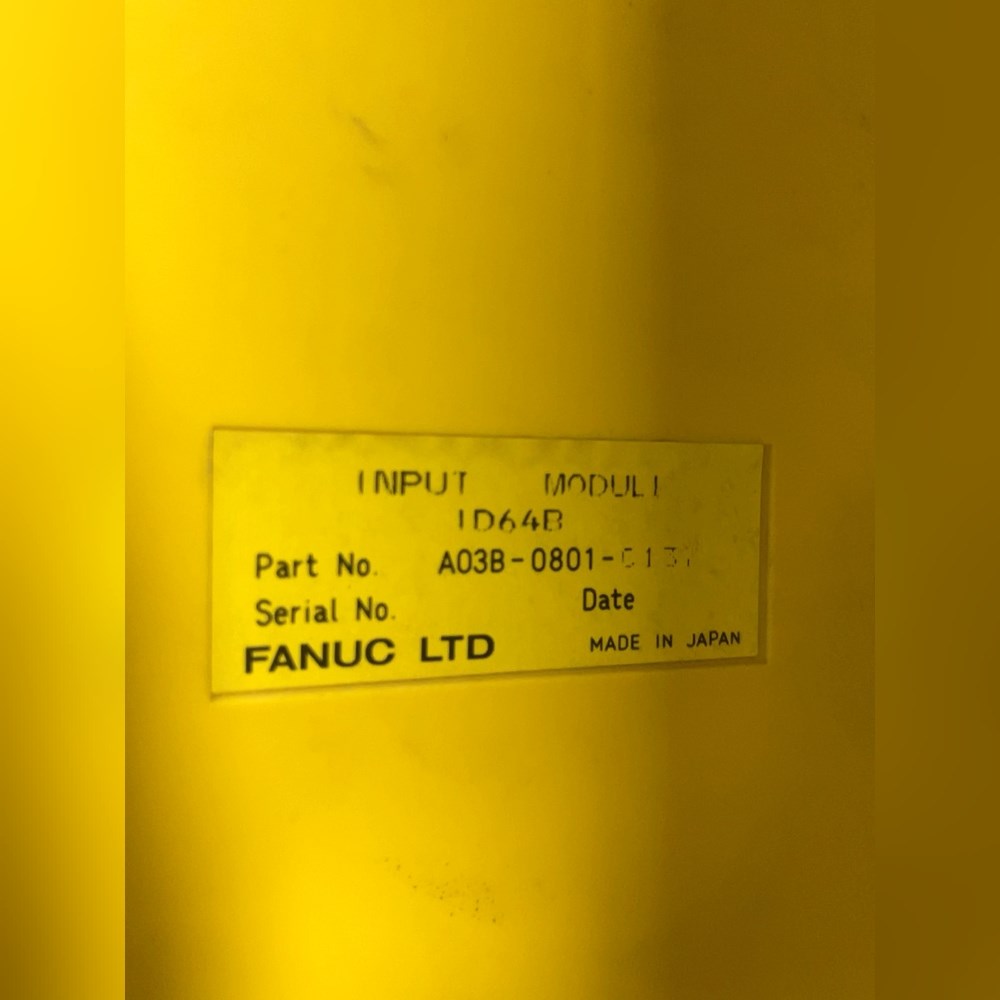 INPUT MODULE
ID64B
Part No. A03B-0801-
Serial No. Date
FANUC LTD MADE IN JAPAN